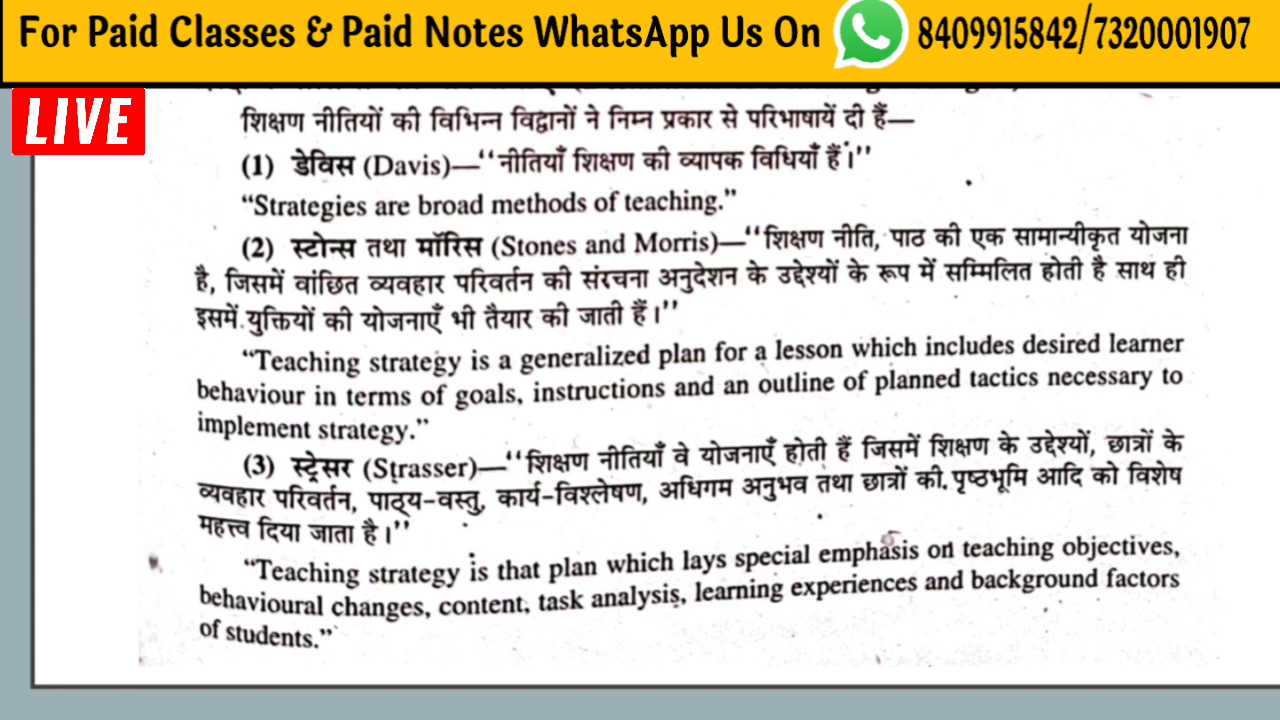 For Paid Classes & Paid Notes WhatsApp Us On 8409915842/7320001907
LIVE
शिक्षण नीतियों की विभिन्न विद्वानों ने निम्न प्रकार से परिभाषायें दी हैं—
(1) डेविस (Davis)—‘‘नीतियाँ शिक्षण की व्यापक विधियाँ हैं।’’
“Strategies are broad methods of teaching.”
(2) स्टोन्स तथा मॉरिस (Stones and Morris)—‘‘शिक्षण नीति, पाठ की एक सामान्यीकृत योजना
है, जिसमें वांछित व्यवहार परिवर्तन की संरचना अनुदेशन के उद्देश्यों के रूप में सम्मिलित होती है साथ ही
इसमें युक्तियों की योजनाएँ भी तैयार की जाती हैं।’’
“Teaching strategy is a generalized plan for a lesson which includes desired learner
behaviour in terms of goals, instructions and an outline of planned tactics necessary to
implement strategy.”
(3) स्ट्रेसर (Strasser)—‘‘शिक्षण नीतियाँ वे योजनाएँ होती हैं जिसमें शिक्षण के उद्देश्यों, छात्रों के
व्यवहार परिवर्तन, पाठ्य-वस्तु, कार्य-विश्लेषण, अधिगम अनुभव तथा छात्रों की पृष्ठभूमि आदि को विशेष
महत्त्व दिया जाता है।’’
“Teaching strategy is that plan which lays special emphasis on teaching objectives,
behavioural changes, content, task analysis, learning experiences and background factors
of students.”